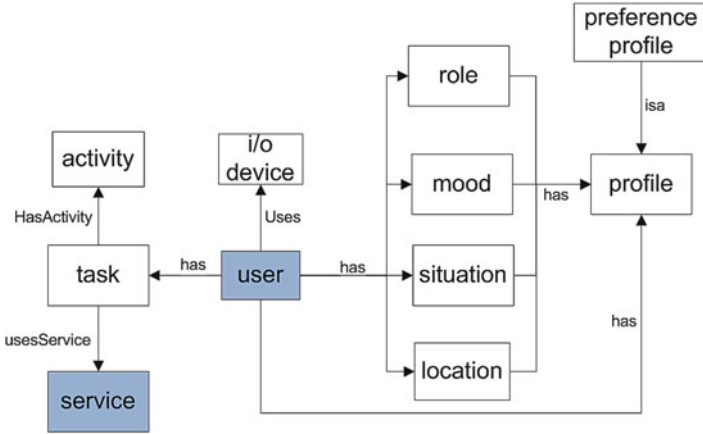 preference
profile
role
isa
activity
i/o
device
mood
has
profile
HasActivity
Uses
task
has
user
has
situation
usesService
has
service
location